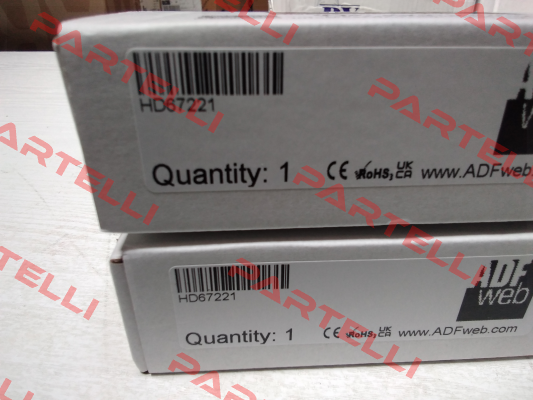 HD67221
Quantity: 1 CE RoHS UK CA www.ADFweb.
HD67221
ADF
web
Quantity: 1 CE RoHS UK CA www.ADFweb.com
PARTELLI
PARTELLI
PARTELLI
PARTELLI
PARTELLI
PARTELLI